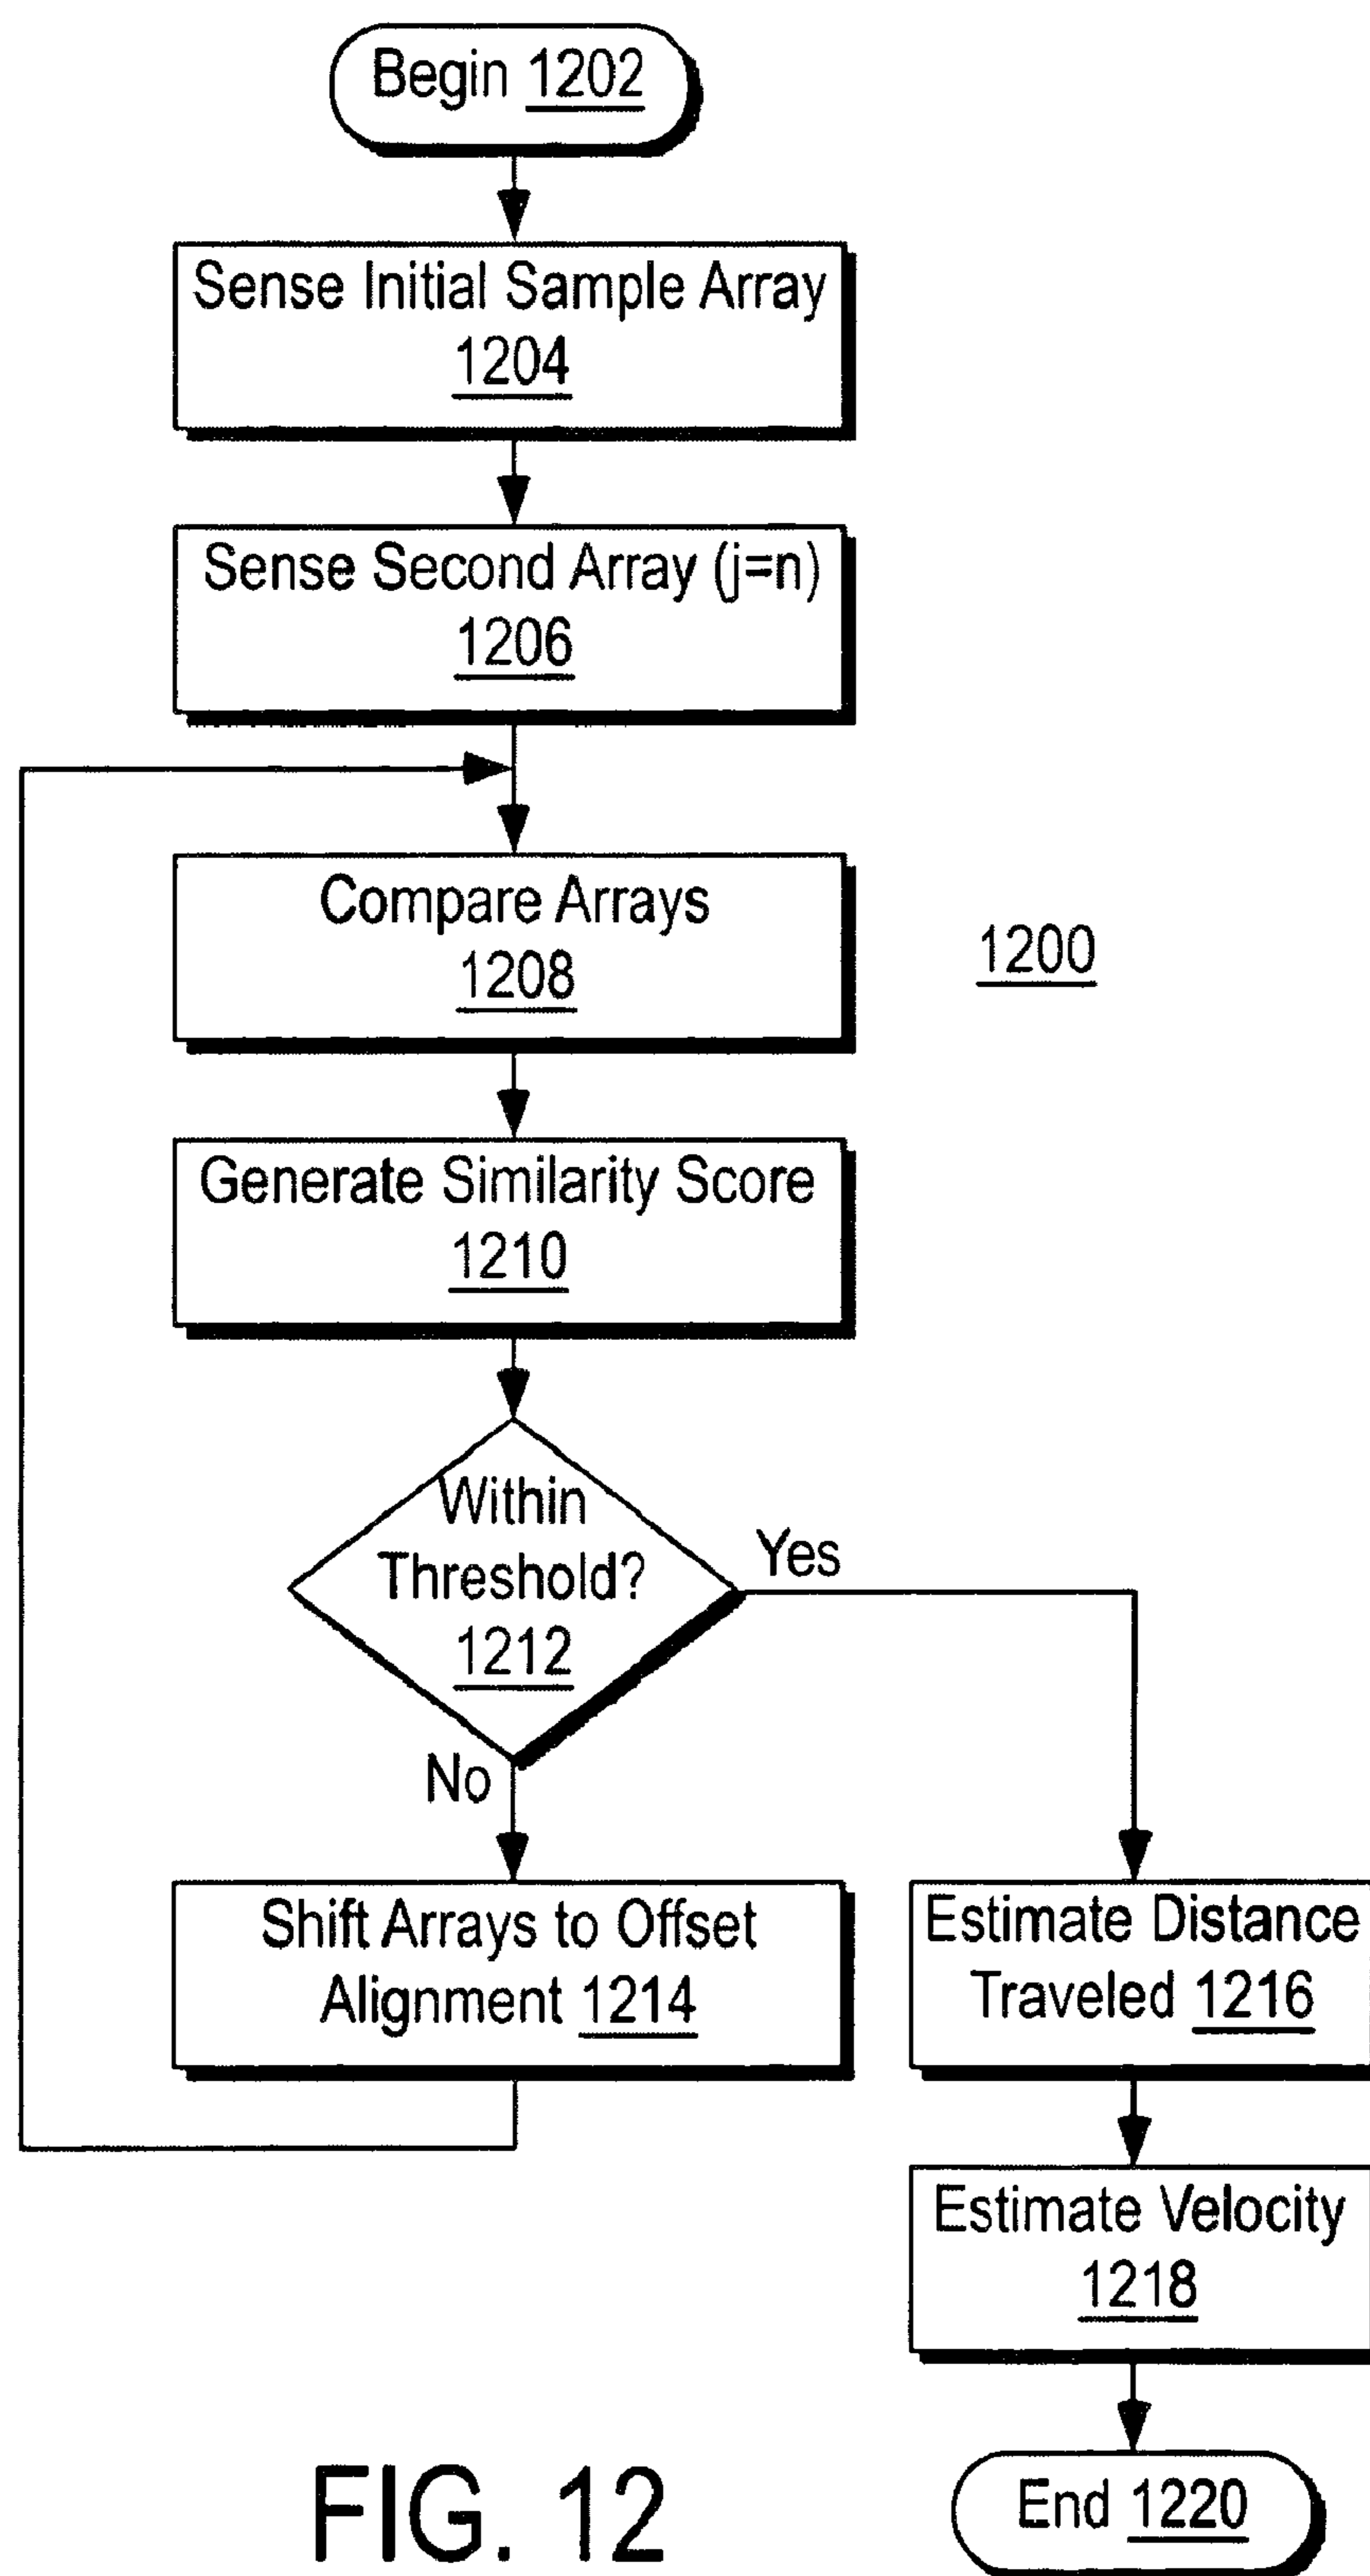 Begin 1202
Sense Initial Sample Array
1204
Sense Second Array (j=n)
1206
Compare Arrays
1208
1200
Generate Similarity Score
1210
Within
Threshold?
1212
Yes
No
Shift Arrays to Offset
Alignment 1214
Estimate Distance
Traveled 1216
Estimate Velocity
1218
End 1220
FIG. 12